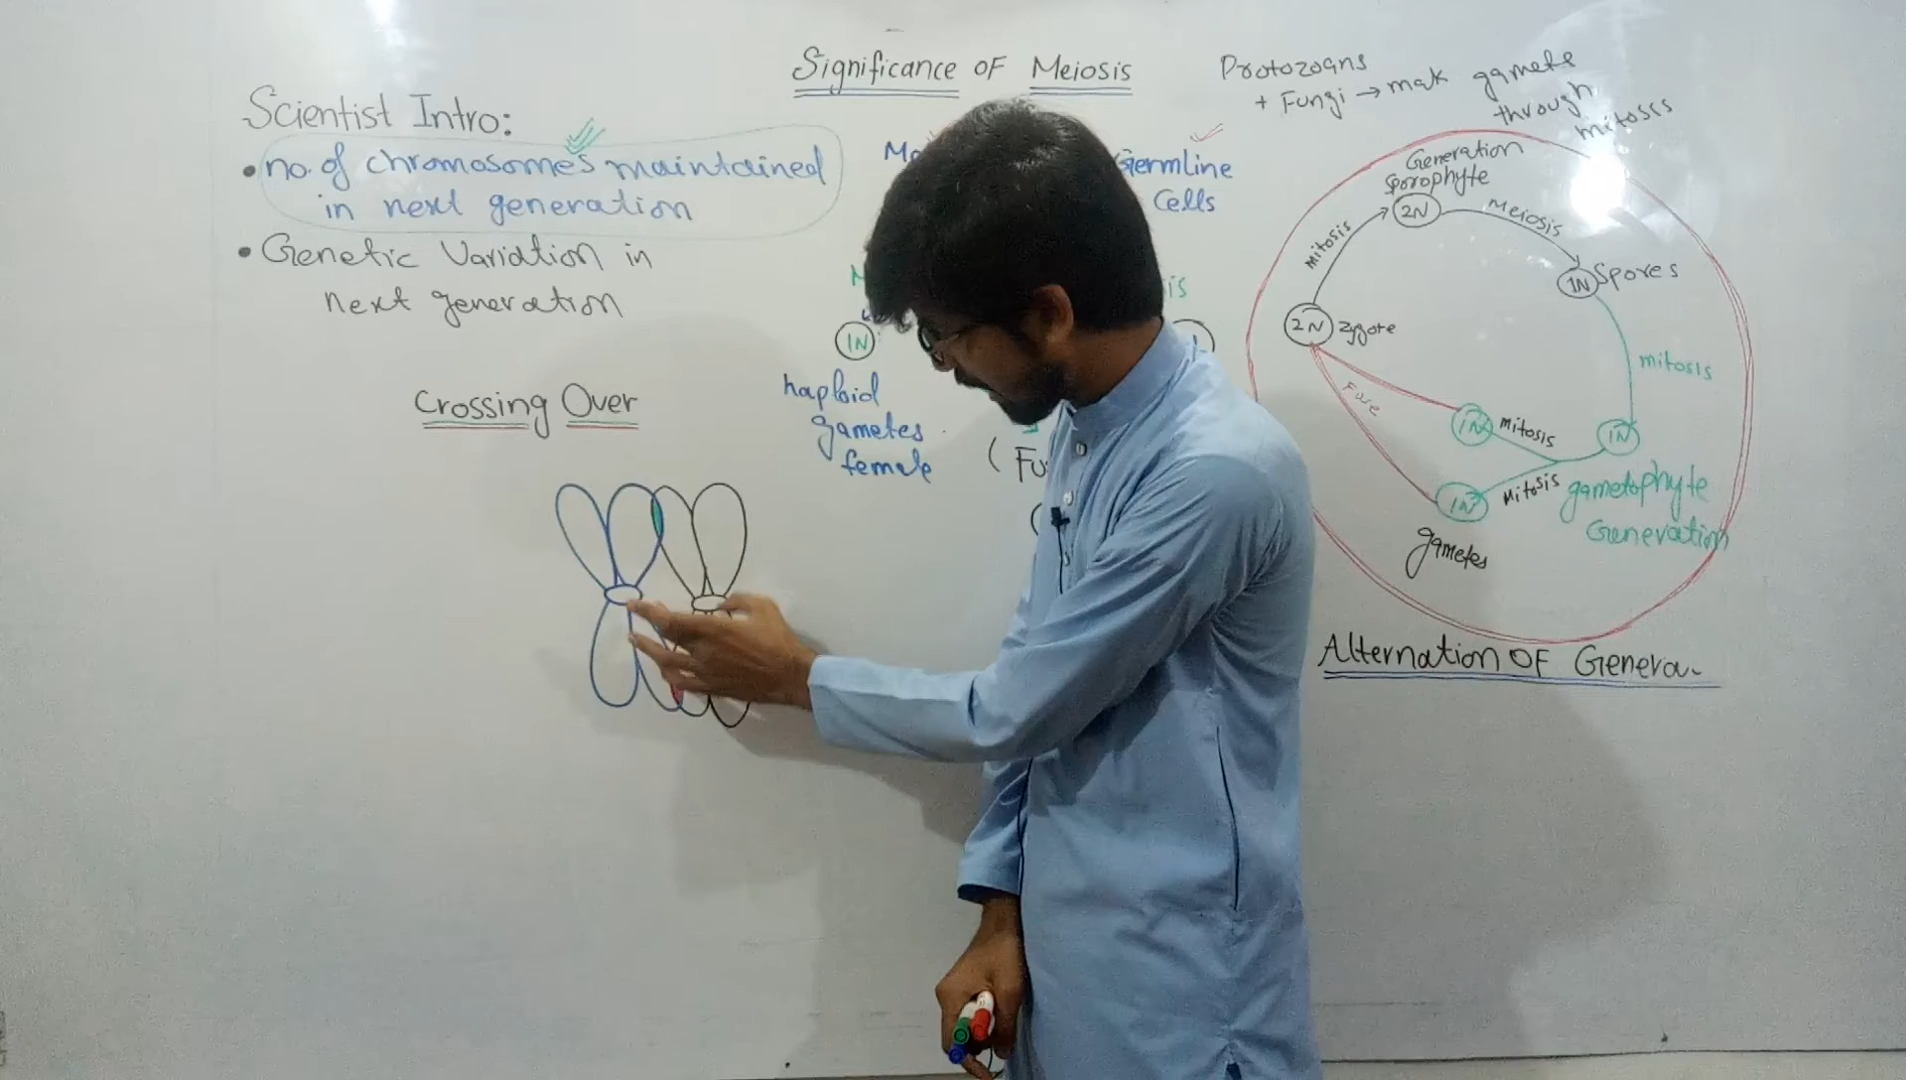 Significance OF Meiosis
Scientist Intro:
• no. of chromosomes maintained
in next generation
• Genetic Variation in
next generation
Crossing Over
Germline
Cells
1N
haploid
gametes
female
Protozoans
+ Fungi → mak gamete
through
mitosis
Generation
Sporophyte
2N
Mitosis
Meiosis
1N Spores
2N Zygote
mitosis
Fuse
1N Mitosis
1N
1N Mitosis
gametophyte
Generation
gametes
Alternation OF Genera